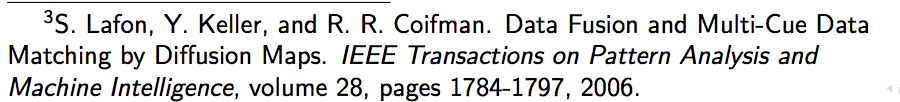 ³S. Lafon, Y. Keller, and R. R. Coifman. Data Fusion and Multi-Cue Data
Matching by Diffusion Maps. IEEE Transactions on Pattern Analysis and
Machine Intelligence, volume 28, pages 1784-1797, 2006.